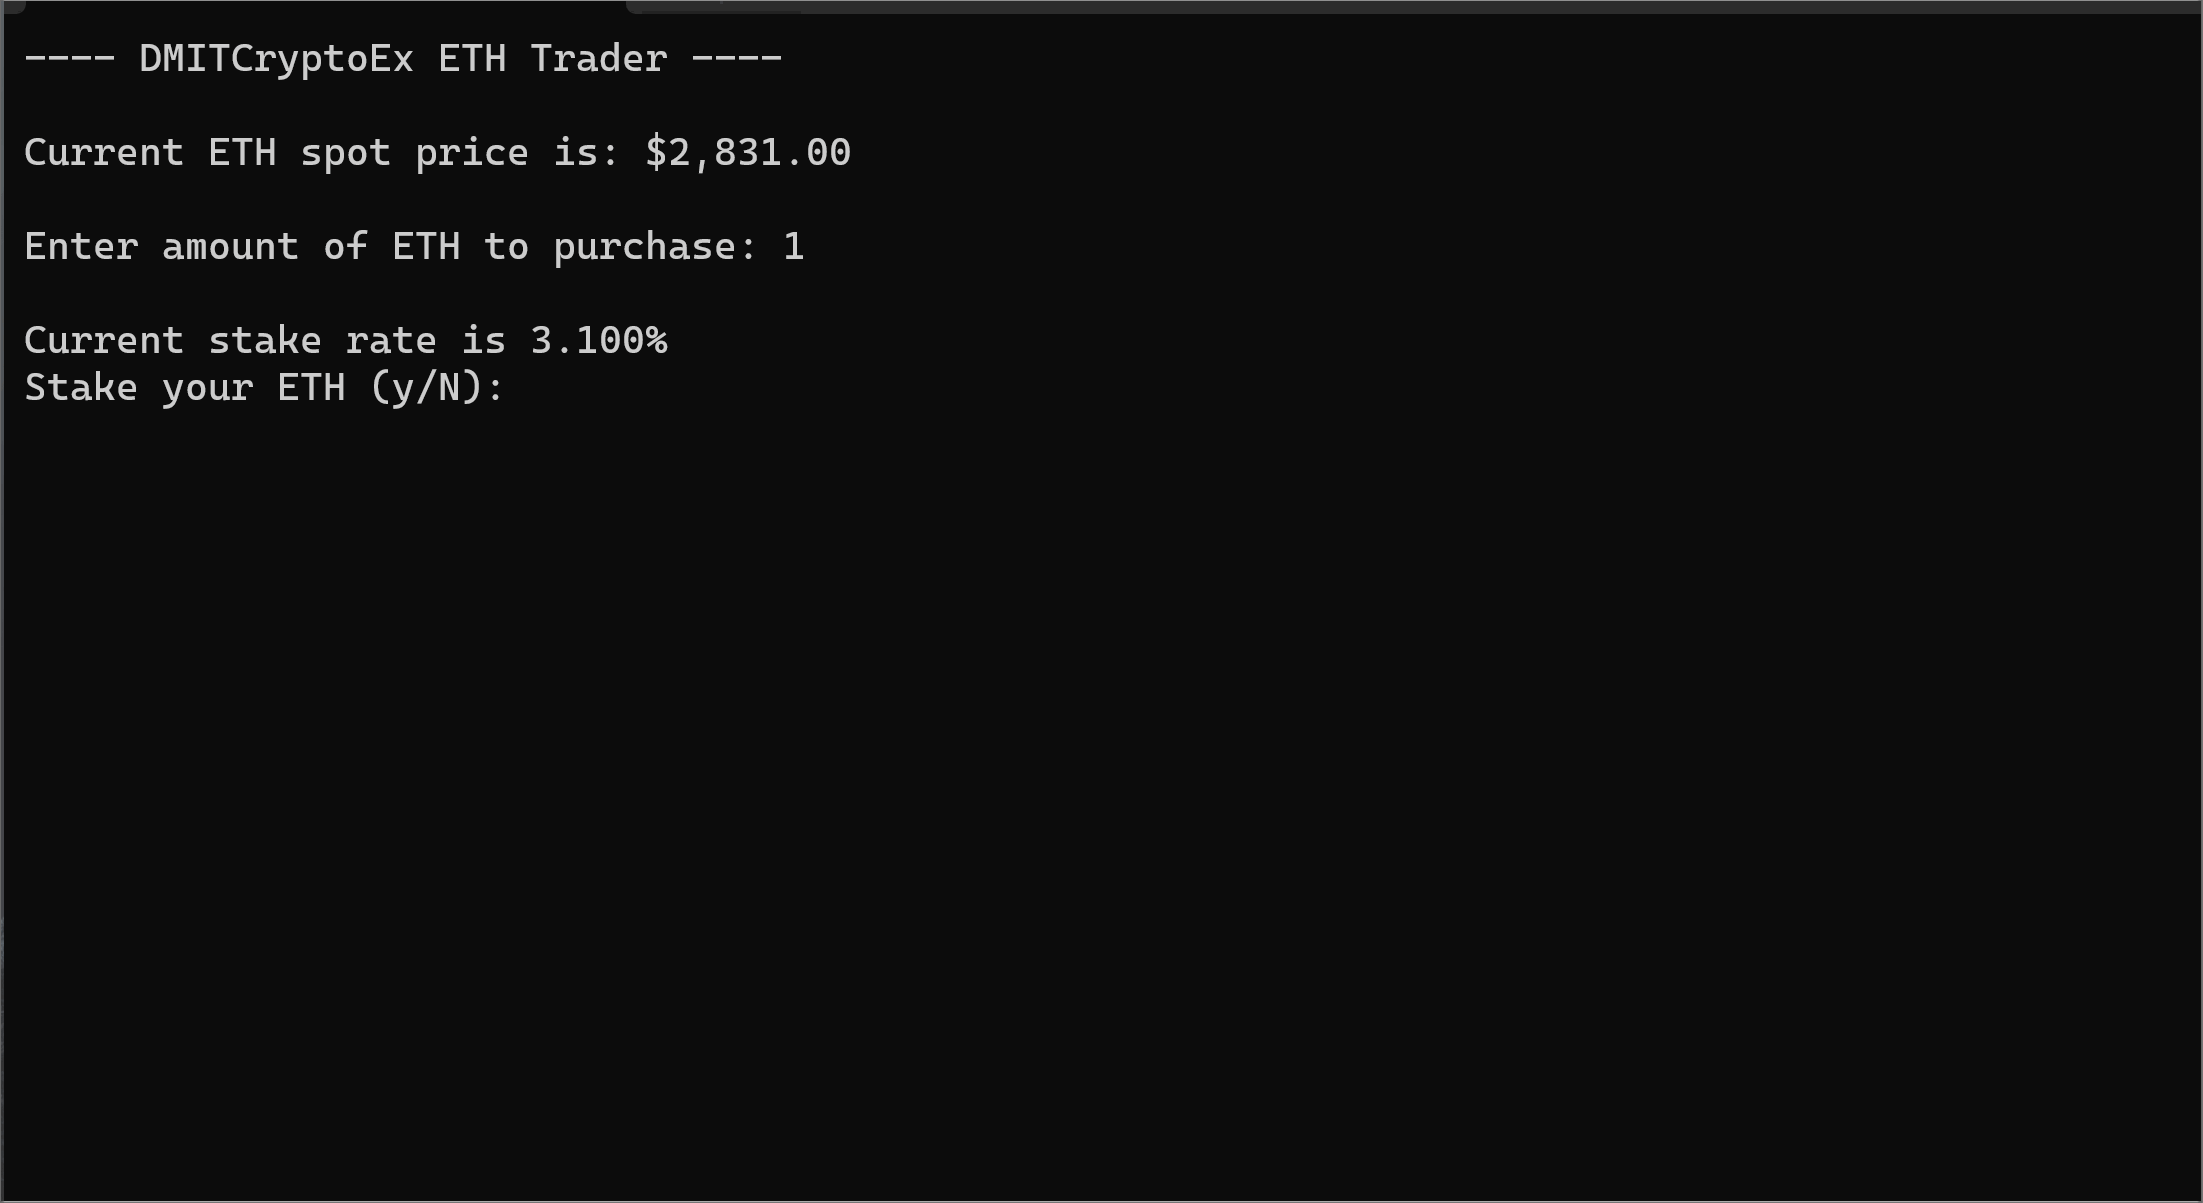 ---- DMITCryptoEx ETH Trader ----
Current ETH spot price is: $2,831.00
Enter amount of ETH to purchase: 1
Current stake rate is 3.100%
Stake your ETH (y/N):